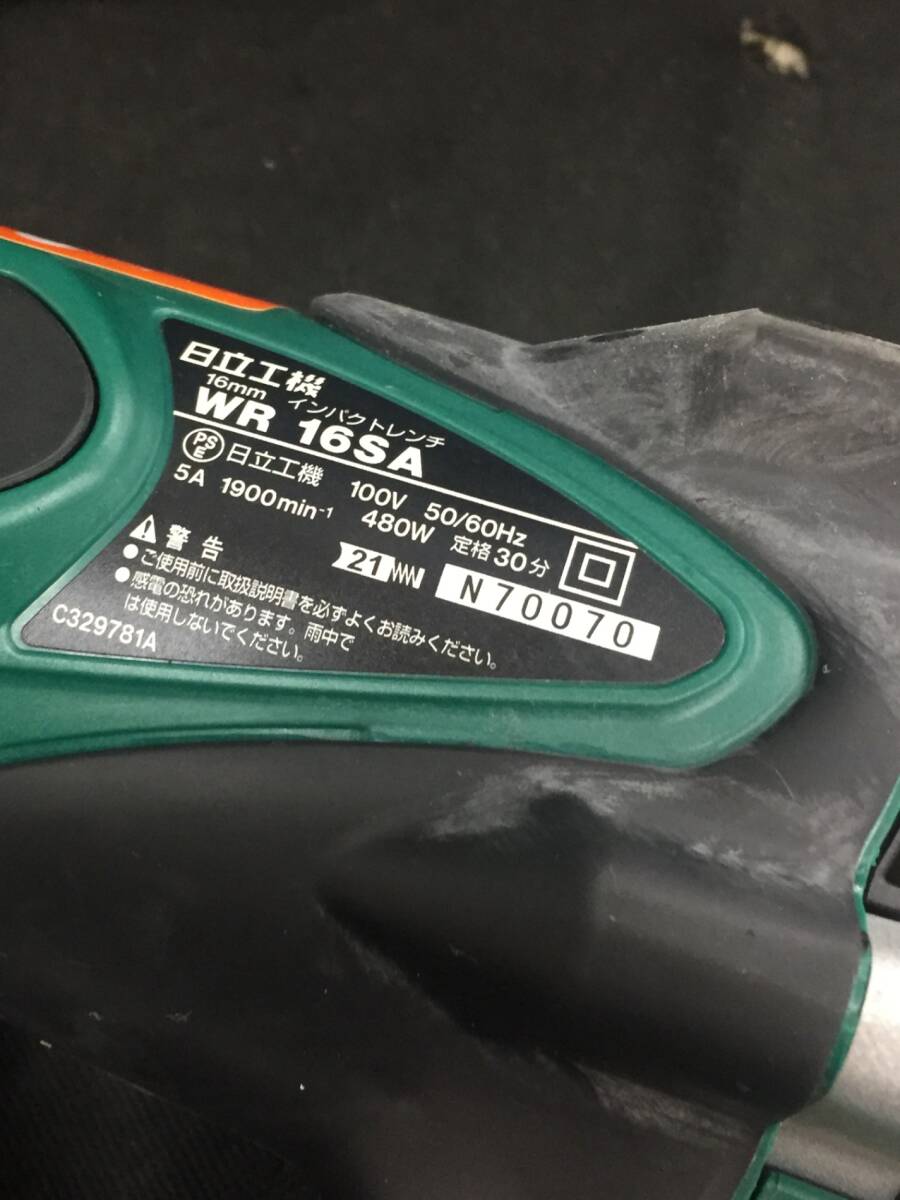 日立工機
16mm インパクトレンチ
WR 16SA
PSE 日立工機 100V 50/60Hz
5A 1900min⁻¹ 480W 定格30分
21 N70070
警告
●ご使用前に取扱説明書を必ずよくお読みください。
●感電の恐れがあります。雨中で
は使用しないでください。
C329781A